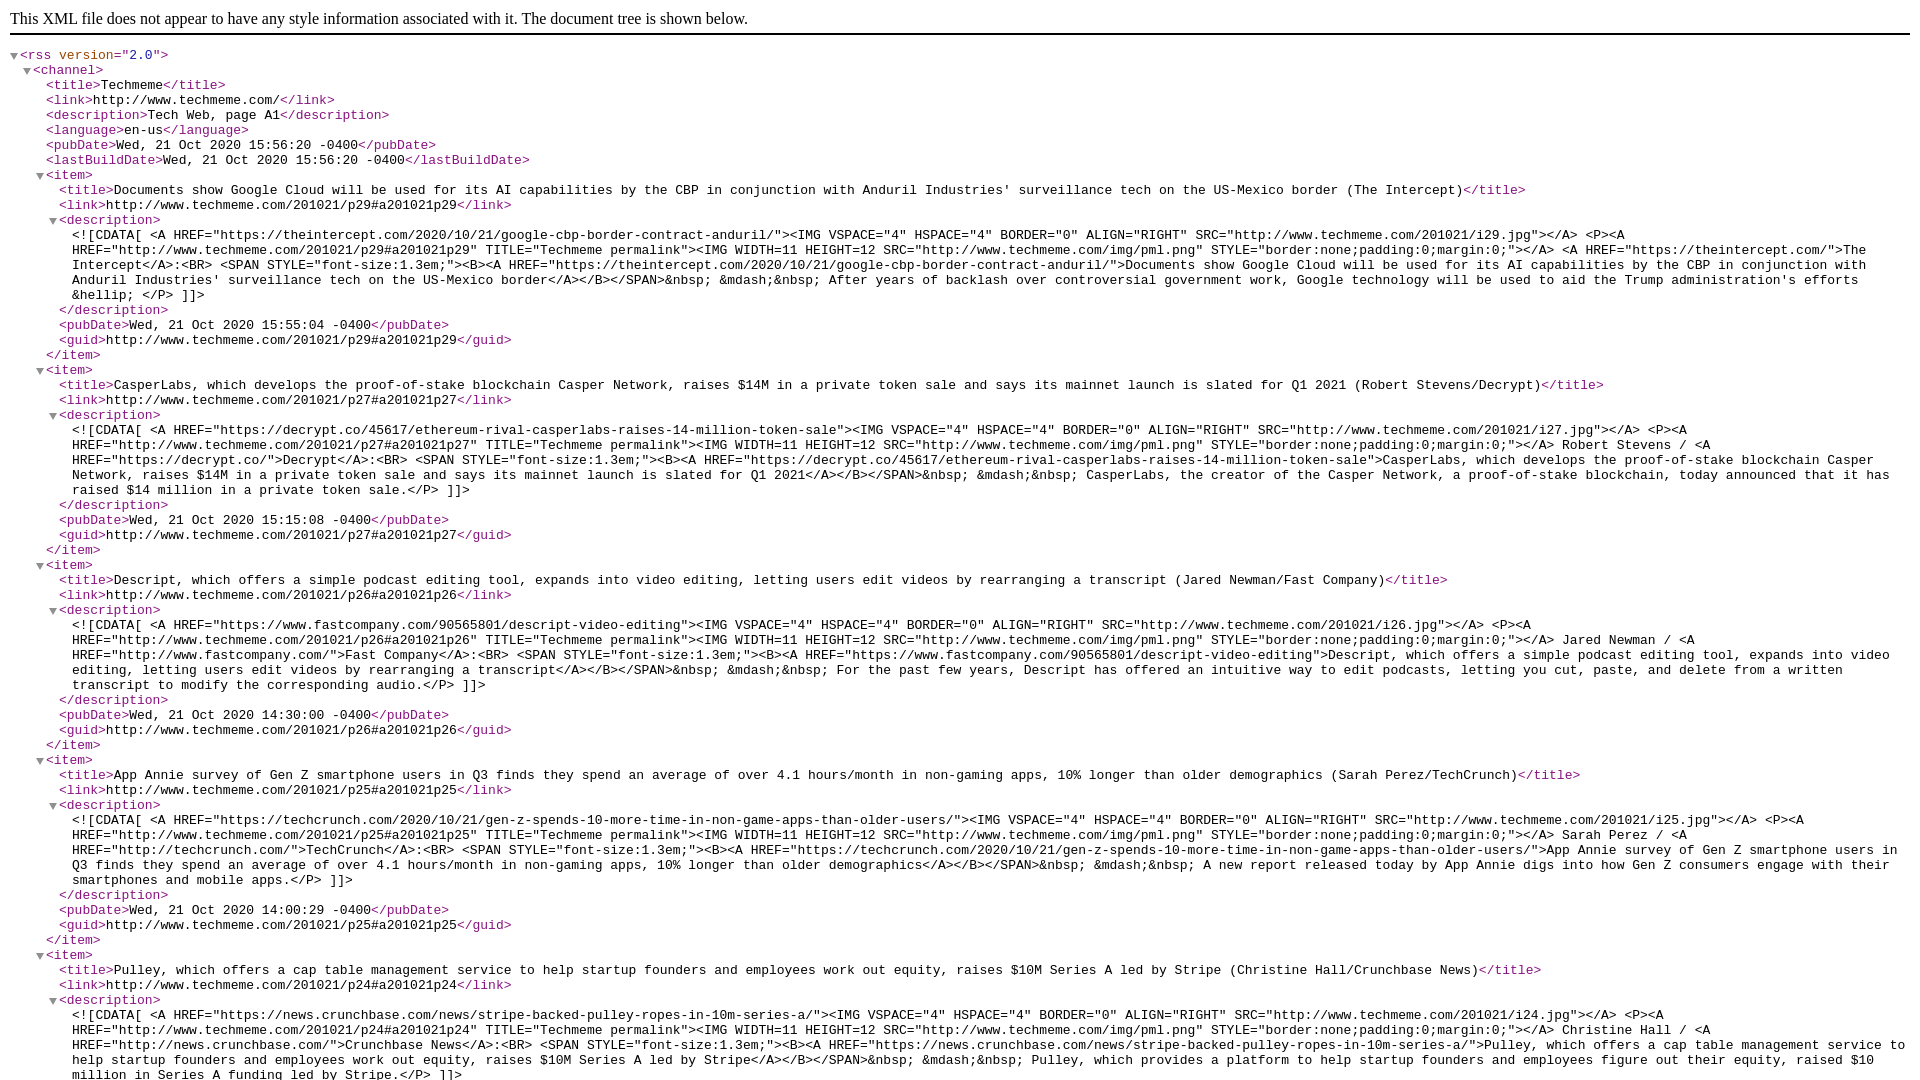 This XML file does not appear to have any style information associated with it. The document tree is shown below.
<rss version="2.0">
<channel>
<title>Techmeme</title>
<link>http://www.techmeme.com/</link>
<description>Tech Web, page A1</description>
<language>en-us</language>
<pubDate>Wed, 21 Oct 2020 15:56:20 -0400</pubDate>
<lastBuildDate>Wed, 21 Oct 2020 15:56:20 -0400</lastBuildDate>
<item>
<title>Documents show Google Cloud will be used for its AI capabilities by the CBP in conjunction with Anduril Industries' surveillance tech on the US-Mexico border (The Intercept)</title>
<link>http://www.techmeme.com/201021/p29#a201021p29</link>
<description>
<![CDATA[ <A HREF="https://theintercept.com/2020/10/21/google-cbp-border-contract-anduril/"><IMG VSPACE="4" HSPACE="4" BORDER="0" ALIGN="RIGHT" SRC="http://www.techmeme.com/201021/i29.jpg"></A> <P><A
HREF="http://www.techmeme.com/201021/p29#a201021p29" TITLE="Techmeme permalink"><IMG WIDTH=11 HEIGHT=12 SRC="http://www.techmeme.com/img/pml.png" STYLE="border:none;padding:0;margin:0;"></A> <A HREF="https://theintercept.com/">The
Intercept</A>:<BR> <SPAN STYLE="font-size:1.3em;"><B><A HREF="https://theintercept.com/2020/10/21/google-cbp-border-contract-anduril/">Documents show Google Cloud will be used for its AI capabilities by the CBP in conjunction with
Anduril Industries' surveillance tech on the US-Mexico border</A></B></SPAN>&nbsp; &mdash;&nbsp; After years of backlash over controversial government work, Google technology will be used to aid the Trump administration's efforts
&hellip; </P> ]]>
</description>
<pubDate>Wed, 21 Oct 2020 15:55:04 -0400</pubDate>
<guid>http://www.techmeme.com/201021/p29#a201021p29</guid>
</item>
<item>
<title>CasperLabs, which develops the proof-of-stake blockchain Casper Network, raises $14M in a private token sale and says its mainnet launch is slated for Q1 2021 (Robert Stevens/Decrypt)</title>
<link>http://www.techmeme.com/201021/p27#a201021p27</link>
<description>
<![CDATA[ <A HREF="https://decrypt.co/45617/ethereum-rival-casperlabs-raises-14-million-token-sale"><IMG VSPACE="4" HSPACE="4" BORDER="0" ALIGN="RIGHT" SRC="http://www.techmeme.com/201021/i27.jpg"></A> <P><A
HREF="http://www.techmeme.com/201021/p27#a201021p27" TITLE="Techmeme permalink"><IMG WIDTH=11 HEIGHT=12 SRC="http://www.techmeme.com/img/pml.png" STYLE="border:none;padding:0;margin:0;"></A> Robert Stevens / <A
HREF="https://decrypt.co/">Decrypt</A>:<BR> <SPAN STYLE="font-size:1.3em;"><B><A HREF="https://decrypt.co/45617/ethereum-rival-casperlabs-raises-14-million-token-sale">CasperLabs, which develops the proof-of-stake blockchain Casper
Network, raises $14M in a private token sale and says its mainnet launch is slated for Q1 2021</A></B></SPAN>&nbsp; &mdash;&nbsp; CasperLabs, the creator of the Casper Network, a proof-of-stake blockchain, today announced that it has
raised $14 million in a private token sale.</P> ]]>
</description>
<pubDate>Wed, 21 Oct 2020 15:15:08 -0400</pubDate>
<guid>http://www.techmeme.com/201021/p27#a201021p27</guid>
</item>
<item>
<title>Descript, which offers a simple podcast editing tool, expands into video editing, letting users edit videos by rearranging a transcript (Jared Newman/Fast Company)</title>
<link>http://www.techmeme.com/201021/p26#a201021p26</link>
<description>
<![CDATA[ <A HREF="https://www.fastcompany.com/90565801/descript-video-editing"><IMG VSPACE="4" HSPACE="4" BORDER="0" ALIGN="RIGHT" SRC="http://www.techmeme.com/201021/i26.jpg"></A> <P><A
HREF="http://www.techmeme.com/201021/p26#a201021p26" TITLE="Techmeme permalink"><IMG WIDTH=11 HEIGHT=12 SRC="http://www.techmeme.com/img/pml.png" STYLE="border:none;padding:0;margin:0;"></A> Jared Newman / <A
HREF="http://www.fastcompany.com/">Fast Company</A>:<BR> <SPAN STYLE="font-size:1.3em;"><B><A HREF="https://www.fastcompany.com/90565801/descript-video-editing">Descript, which offers a simple podcast editing tool, expands into video
editing, letting users edit videos by rearranging a transcript</A></B></SPAN>&nbsp; &mdash;&nbsp; For the past few years, Descript has offered an intuitive way to edit podcasts, letting you cut, paste, and delete from a written
transcript to modify the corresponding audio.</P> ]]>
</description>
<pubDate>Wed, 21 Oct 2020 14:30:00 -0400</pubDate>
<guid>http://www.techmeme.com/201021/p26#a201021p26</guid>
</item>
<item>
<title>App Annie survey of Gen Z smartphone users in Q3 finds they spend an average of over 4.1 hours/month in non-gaming apps, 10% longer than older demographics (Sarah Perez/TechCrunch)</title>
<link>http://www.techmeme.com/201021/p25#a201021p25</link>
<description>
<![CDATA[ <A HREF="https://techcrunch.com/2020/10/21/gen-z-spends-10-more-time-in-non-game-apps-than-older-users/"><IMG VSPACE="4" HSPACE="4" BORDER="0" ALIGN="RIGHT" SRC="http://www.techmeme.com/201021/i25.jpg"></A> <P><A
HREF="http://www.techmeme.com/201021/p25#a201021p25" TITLE="Techmeme permalink"><IMG WIDTH=11 HEIGHT=12 SRC="http://www.techmeme.com/img/pml.png" STYLE="border:none;padding:0;margin:0;"></A> Sarah Perez / <A
HREF="http://techcrunch.com/">TechCrunch</A>:<BR> <SPAN STYLE="font-size:1.3em;"><B><A HREF="https://techcrunch.com/2020/10/21/gen-z-spends-10-more-time-in-non-game-apps-than-older-users/">App Annie survey of Gen Z smartphone users in
Q3 finds they spend an average of over 4.1 hours/month in non-gaming apps, 10% longer than older demographics</A></B></SPAN>&nbsp; &mdash;&nbsp; A new report released today by App Annie digs into how Gen Z consumers engage with their
smartphones and mobile apps.</P> ]]>
</description>
<pubDate>Wed, 21 Oct 2020 14:00:29 -0400</pubDate>
<guid>http://www.techmeme.com/201021/p25#a201021p25</guid>
</item>
<item>
<title>Pulley, which offers a cap table management service to help startup founders and employees work out equity, raises $10M Series A led by Stripe (Christine Hall/Crunchbase News)</title>
<link>http://www.techmeme.com/201021/p24#a201021p24</link>
<description>
<![CDATA[ <A HREF="https://news.crunchbase.com/news/stripe-backed-pulley-ropes-in-10m-series-a/"><IMG VSPACE="4" HSPACE="4" BORDER="0" ALIGN="RIGHT" SRC="http://www.techmeme.com/201021/i24.jpg"></A> <P><A
HREF="http://www.techmeme.com/201021/p24#a201021p24" TITLE="Techmeme permalink"><IMG WIDTH=11 HEIGHT=12 SRC="http://www.techmeme.com/img/pml.png" STYLE="border:none;padding:0;margin:0;"></A> Christine Hall / <A
HREF="http://news.crunchbase.com/">Crunchbase News</A>:<BR> <SPAN STYLE="font-size:1.3em;"><B><A HREF="https://news.crunchbase.com/news/stripe-backed-pulley-ropes-in-10m-series-a/">Pulley, which offers a cap table management service to
help startup founders and employees work out equity, raises $10M Series A led by Stripe</A></B></SPAN>&nbsp; &mdash;&nbsp; Pulley, which provides a platform to help startup founders and employees figure out their equity, raised $10
million in Series A funding led by Stripe.</P> ]]>